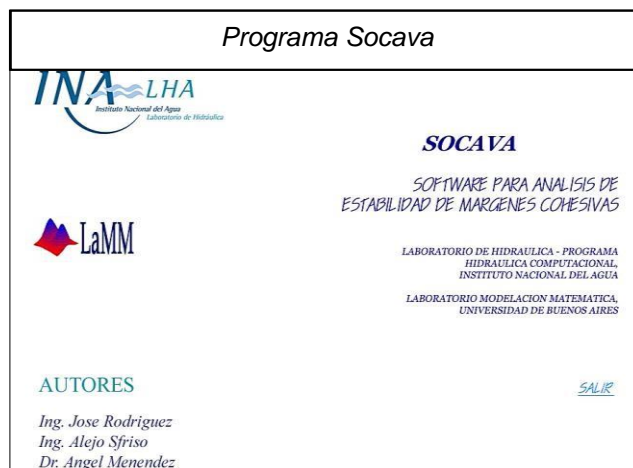 Programa Socava
INA LHA
Instituto Nacional del Agua
Laboratorio de Hidráulica
SOCAVA
SOFTWARE PARA ANALISIS DE
ESTABILIDAD DE MARGENES COHESIVAS
LaMM
LABORATORIO DE HIDRAULICA - PROGRAMA
HIDRAULICA COMPUTACIONAL,
INSTITUTO NACIONAL DEL AGUA
LABORATORIO MODELACION MATEMATICA,
UNIVERSIDAD DE BUENOS AIRES
AUTORES
SALIR
Ing. Jose Rodriguez
Ing. Alejo Sfriso
Dr. Angel Menendez